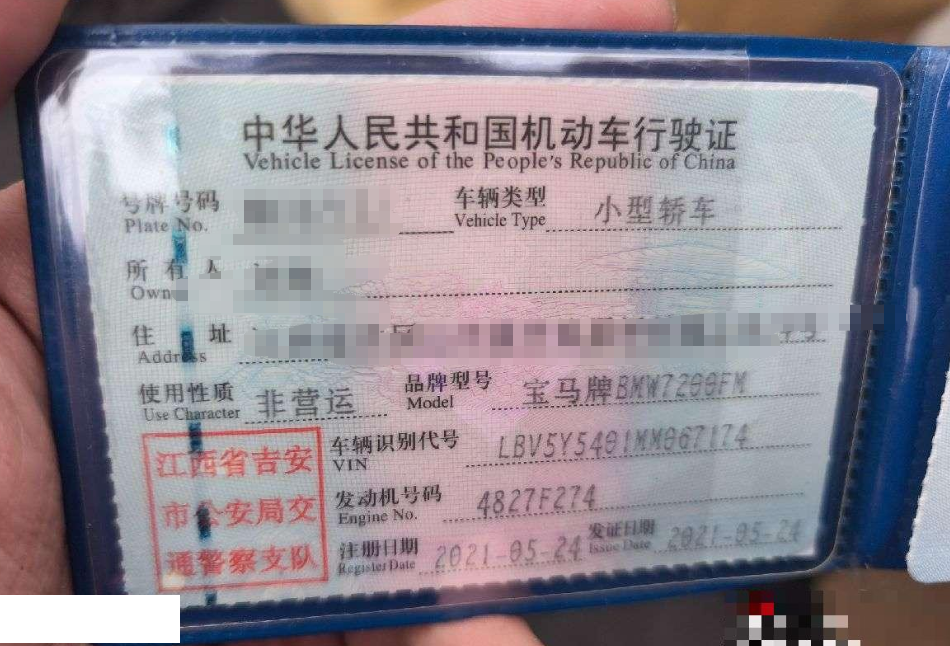 中华人民共和国机动车行驶证
Vehicle License of the People's Republic of China
号牌号码
Plate No.
车辆类型 小型轿车
Vehicle Type
所有人
Owner
住址
Address
使用性质 非营运
Use Character
品牌型号 宝马牌BMW7200FM
Model
江西省吉安
市公安局交
通警察支队
车辆识别代号 LBV5Y5401MM067174
VIN
发动机号码 4827F274
Engine No.
注册日期 2021-05-24
Register Date
发证日期 2021-05-24
Issue Date